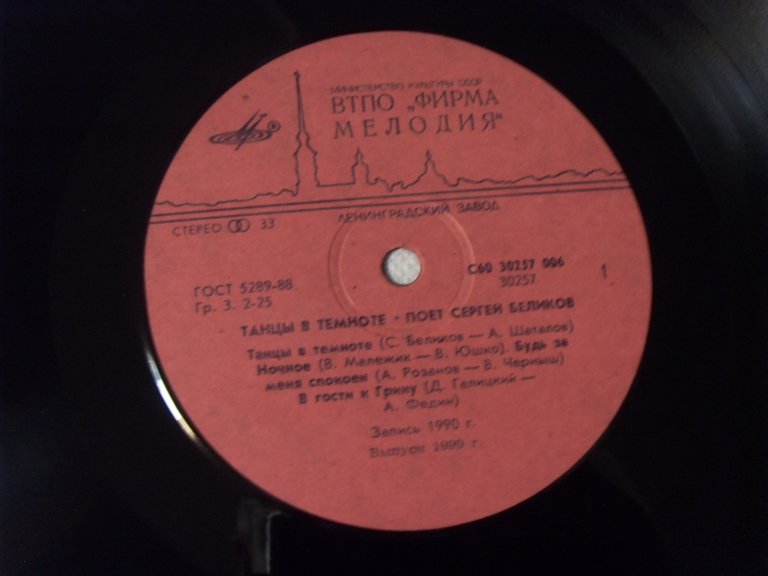 МИНИСТЕРСТВО КУЛЬТУРЫ СССР
ВТПО „ФИРМА
МЕЛОДИЯ"
ЛЕНИНГРАДСКИЙ ЗАВОД
СТЕРЕО 33
ГОСТ 5289-88
Гр. 3. 2-25
С60 30257 006
30257
1
ТАНЦЫ В ТЕМНОТЕ · ПОЕТ СЕРГЕЙ БЕЛИКОВ
Танцы в темноте (С. Беликов — А. Шаталов)
Ночное (В. Мележик — В. Юшко). Будь за
меня спокоен (А. Розанов — В. Черныш)
В гости к Грину (Д. Галицкий —
А. Федин)
Запись 1990 г.
Выпуск 1990 г.